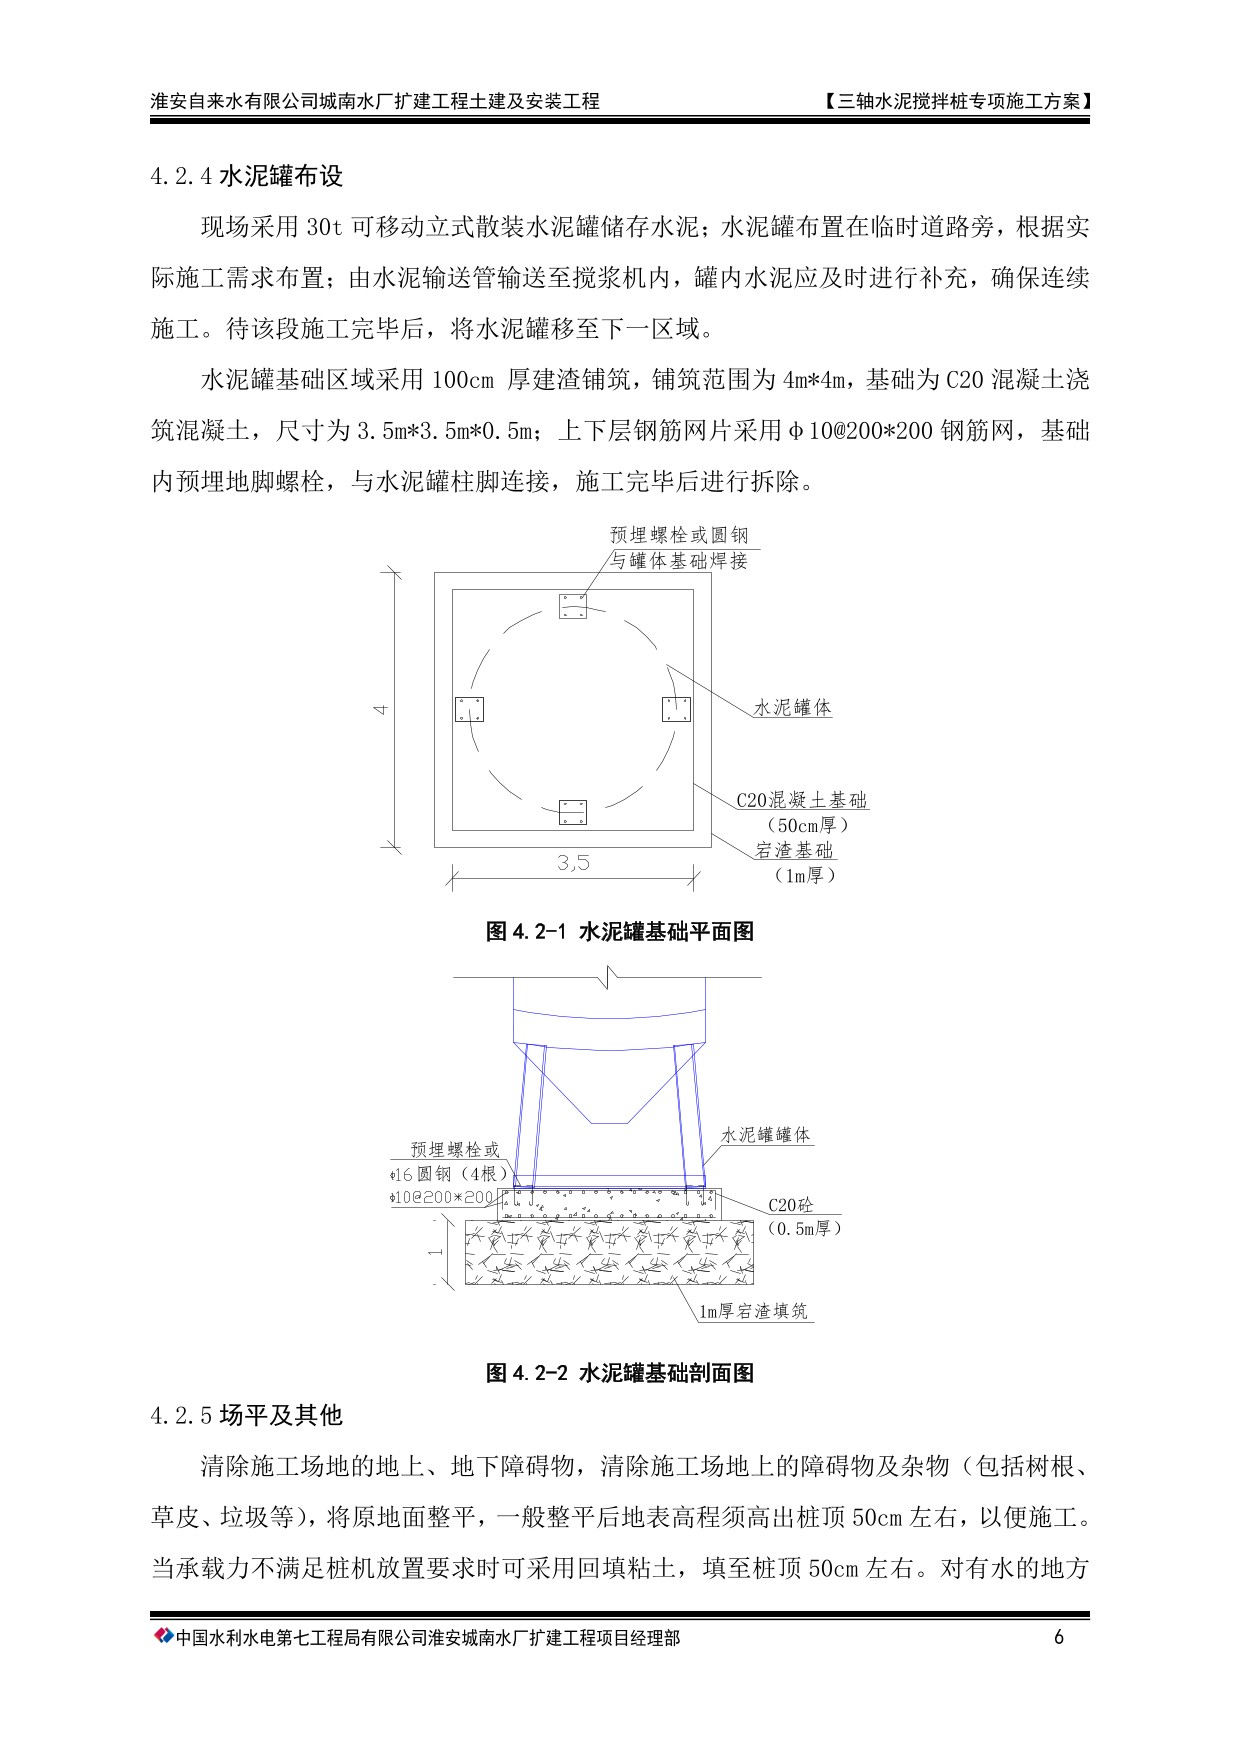 淮安自来水有限公司城南水厂扩建工程土建及安装工程 【三轴水泥搅拌桩专项施工方案】
4.2.4 水泥罐布设
现场采用 30t 可移动立式散装水泥罐储存水泥；水泥罐布置在临时道路旁，根据实
际施工需求布置；由水泥输送管输送至搅浆机内，罐内水泥应及时进行补充，确保连续
施工。待该段施工完毕后，将水泥罐移至下一区域。
水泥罐基础区域采用 100cm 厚建渣铺筑，铺筑范围为 4m*4m，基础为 C20 混凝土浇
筑混凝土，尺寸为 3.5m*3.5m*0.5m；上下层钢筋网片采用φ10@200*200 钢筋网，基础
内预埋地脚螺栓，与水泥罐柱脚连接，施工完毕后进行拆除。
预埋螺栓或圆钢
与罐体基础焊接
4
水泥罐体
C20混凝土基础
（50cm厚）
宕渣基础
（1m厚）
3,5
图 4.2-1 水泥罐基础平面图
水泥罐罐体
预埋螺栓或
φ16圆钢（4根）
φ10@200*200
C20砼
（0.5m厚）
1
1m厚宕渣填筑
图 4.2-2 水泥罐基础剖面图
4.2.5 场平及其他
清除施工场地的地上、地下障碍物，清除施工场地上的障碍物及杂物（包括树根、
草皮、垃圾等），将原地面整平，一般整平后地表高程须高出桩顶 50cm 左右，以便施工。
当承载力不满足桩机放置要求时可采用回填粘土，填至桩顶 50cm 左右。对有水的地方
中国水利水电第七工程局有限公司淮安城南水厂扩建工程项目经理部 6